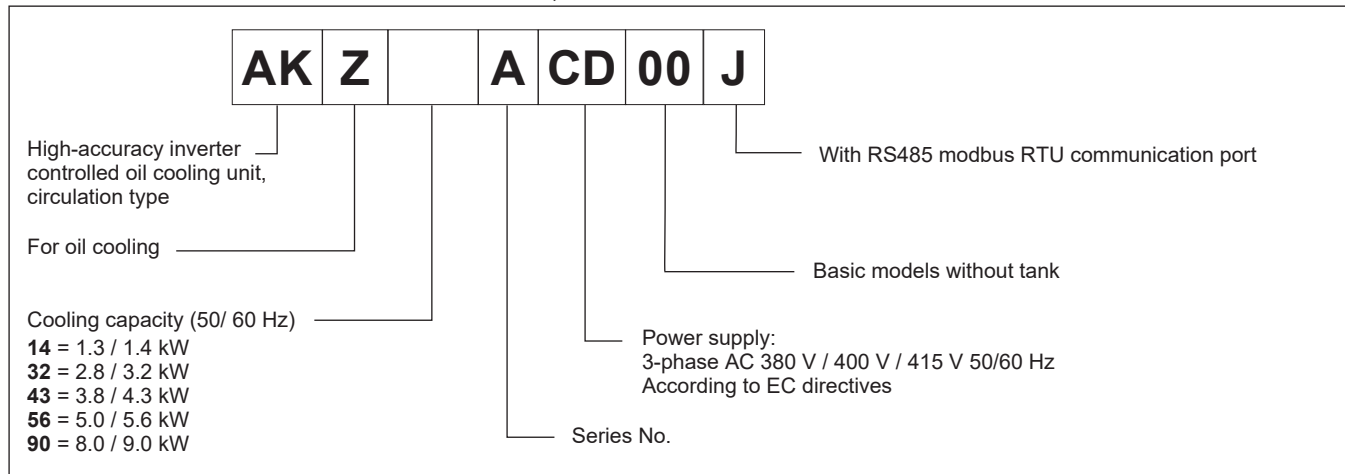 AK Z A CD 00 J
High-accuracy inverter
controlled oil cooling unit,
circulation type
With RS485 modbus RTU communication port
For oil cooling
Basic models without tank
Cooling capacity (50/ 60 Hz)
14 = 1.3 / 1.4 kW
32 = 2.8 / 3.2 kW
43 = 3.8 / 4.3 kW
56 = 5.0 / 5.6 kW
90 = 8.0 / 9.0 kW
Power supply:
3-phase AC 380 V / 400 V / 415 V 50/60 Hz
According to EC directives
Series No.